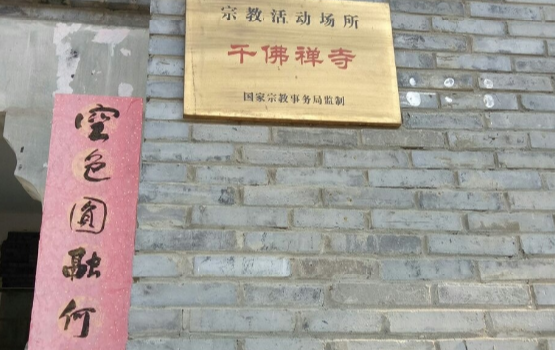 宗教活动场所
千佛禅寺
国家宗教事务局监制
空色圆融何